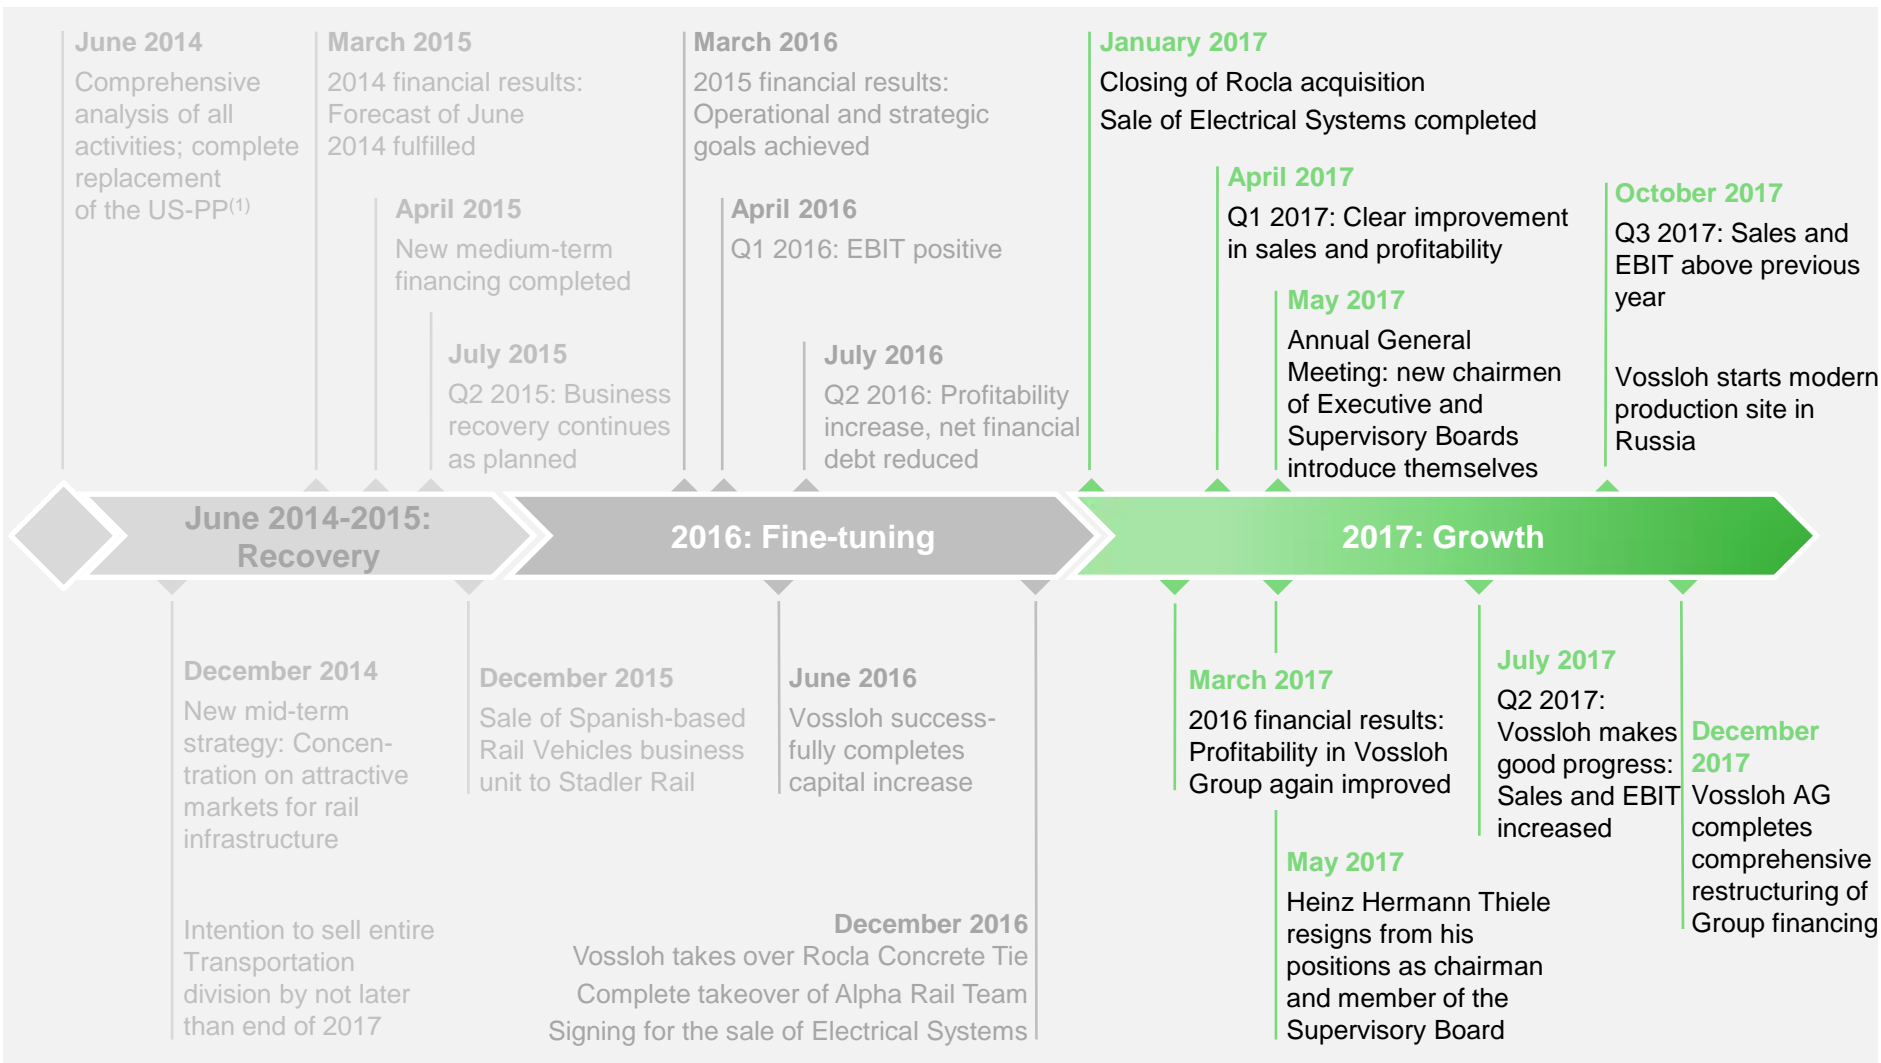 June 2014
Comprehensive
analysis of all
activities; complete
replacement
of the US-PP(1)
March 2015
2014 financial results:
Forecast of June
2014 fulfilled
April 2015
New medium-term
financing completed
July 2015
Q2 2015: Business
recovery continues
as planned
March 2016
2015 financial results:
Operational and strategic
goals achieved
April 2016
Q1 2016: EBIT positive
July 2016
Q2 2016: Profitability
increase, net financial
debt reduced
January 2017
Closing of Rocla acquisition
Sale of Electrical Systems completed
April 2017
Q1 2017: Clear improvement
in sales and profitability
May 2017
Annual General
Meeting: new chairmen
of Executive and
Supervisory Boards
introduce themselves
October 2017
Q3 2017: Sales and
EBIT above previous
year
Vossloh starts modern
production site in
Russia
June 2014-2015:
Recovery
2016: Fine-tuning
2017: Growth
December 2014
New mid-term
strategy: Concen-
tration on attractive
markets for rail
infrastructure
Intention to sell entire
Transportation
division by not later
than end of 2017
December 2015
Sale of Spanish-based
Rail Vehicles business
unit to Stadler Rail
June 2016
Vossloh success-
fully completes
capital increase
December 2016
Vossloh takes over Rocla Concrete Tie
Complete takeover of Alpha Rail Team
Signing for the sale of Electrical Systems
March 2017
2016 financial results:
Profitability in Vossloh
Group again improved
May 2017
Heinz Hermann Thiele
resigns from his
positions as chairman
and member of the
Supervisory Board
July 2017
Q2 2017:
Vossloh makes
good progress:
Sales and EBIT
increased
December
2017
Vossloh AG
completes
comprehensive
restructuring of
Group financing